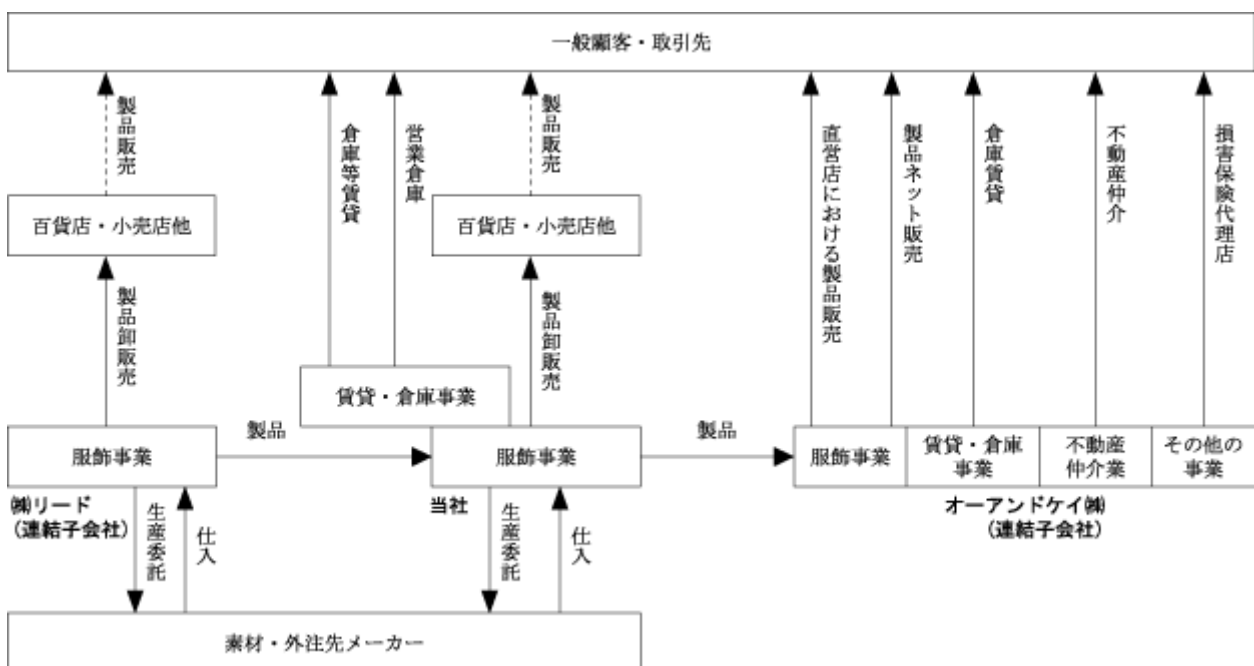 一般顧客・取引先
製品販売
倉庫等賃貸
営業倉庫
製品販売
直営店における製品販売
製品ネット販売
倉庫賃貸
不動産仲介
損害保険代理店
百貨店・小売店他
百貨店・小売店他
製品卸販売
製品卸販売
賃貸・倉庫事業
服飾事業
製品
服飾事業
製品
服飾事業
賃貸・倉庫
事業
不動産
仲介業
その他の
事業
㈱リード
（連結子会社）
当社
オーアンドケイ㈱
（連結子会社）
生産委託
仕入
生産委託
仕入
素材・外注先メーカー